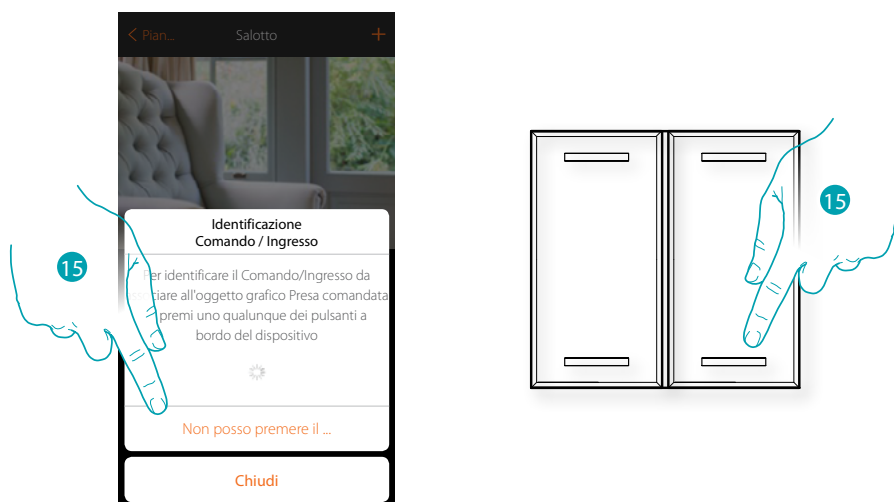 Pian...
Salotto
+
Identificazione
Comando / Ingresso
Per identificare il Comando/Ingresso da
ciare all'oggetto grafico Presa comandata
premi uno qualunque dei pulsanti a
bordo del dispositivo
Non posso premere il ...
Chiudi
15
15